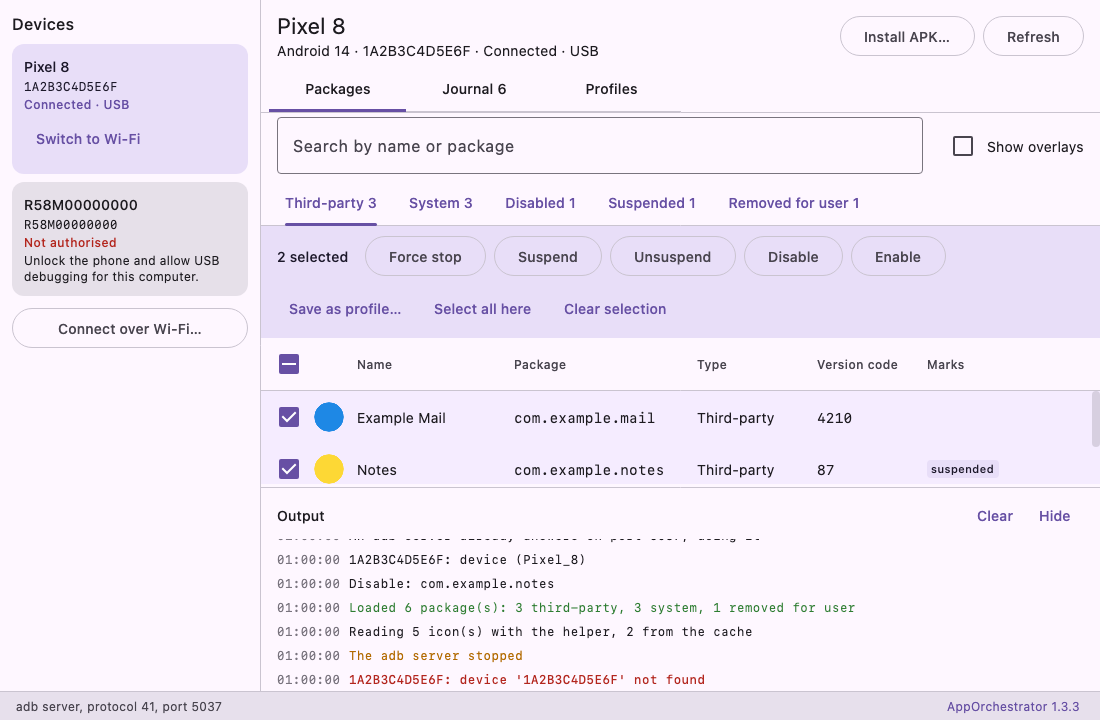 Devices
Pixel 8
1A2B3C4D5E6F
Connected · USB
Switch to Wi-Fi
R58M00000000
R58M00000000
Not authorised
Unlock the phone and allow USB
debugging for this computer.
Connect over Wi-Fi...
Pixel 8
Android 14 · 1A2B3C4D5E6F · Connected · USB
Install APK...
Refresh
Packages
Journal 6
Profiles
Search by name or package
Show overlays
Third-party 3
System 3
Disabled 1
Suspended 1
Removed for user 1
2 selected
Force stop
Suspend
Unsuspend
Disable
Enable
Save as profile...
Select all here
Clear selection
Name Package Type Version code Marks
Example Mail com.example.mail Third-party 4210
Notes com.example.notes Third-party 87 suspended
Output
Clear
Hide
01:00:00 1A2B3C4D5E6F: device (Pixel_8)
01:00:00 Disable: com.example.notes
01:00:00 Loaded 6 package(s): 3 third-party, 3 system, 1 removed for user
01:00:00 Reading 5 icon(s) with the helper, 2 from the cache
01:00:00 The adb server stopped
01:00:00 1A2B3C4D5E6F: device '1A2B3C4D5E6F' not found
adb server, protocol 41, port 5037
AppOrchestrator 1.3.3